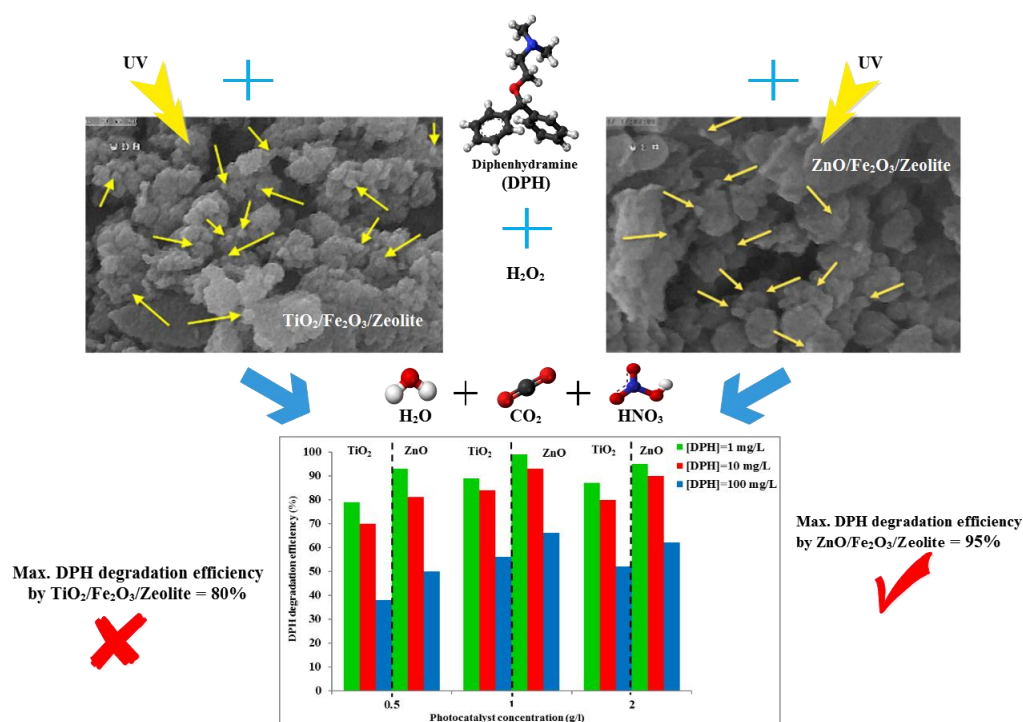 UV
UV
Diphenhydramine
(DPH)
H₂O₂
TiO₂/Fe₂O₃/Zeolite
ZnO/Fe₂O₃/Zeolite
H₂O
CO₂
HNO₃
TiO₂ ZnO TiO₂ ZnO TiO₂ ZnO
[DPH]=1 mg/L
[DPH]=10 mg/L
[DPH]=100 mg/L
DPH degradation efficiency (%)
100
90
80
70
60
50
40
30
20
10
0
0.5 1 2
Photocatalyst concentration (g/l)
Max. DPH degradation efficiency
by TiO₂/Fe₂O₃/Zeolite = 80%
Max. DPH degradation efficiency
by ZnO/Fe₂O₃/Zeolite = 95%